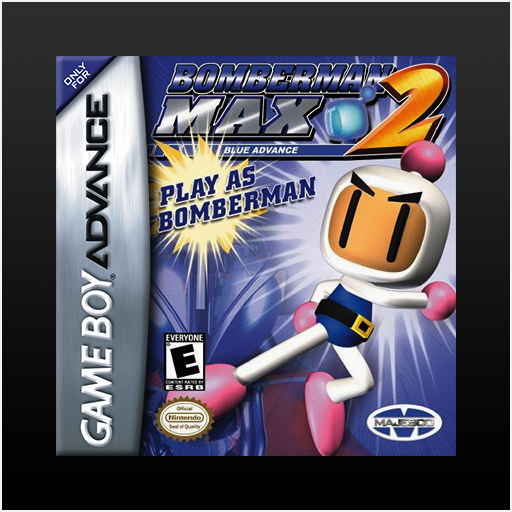 ONLY
FOR
GAME BOY ADVANCE
BOMBERMAN
MAX 2
BLUE ADVANCE
PLAY AS
BOMBERMAN
EVERYONE
E
CONTENT RATED BY
ESRB
Official
Nintendo
Seal of Quality
MAJESCO